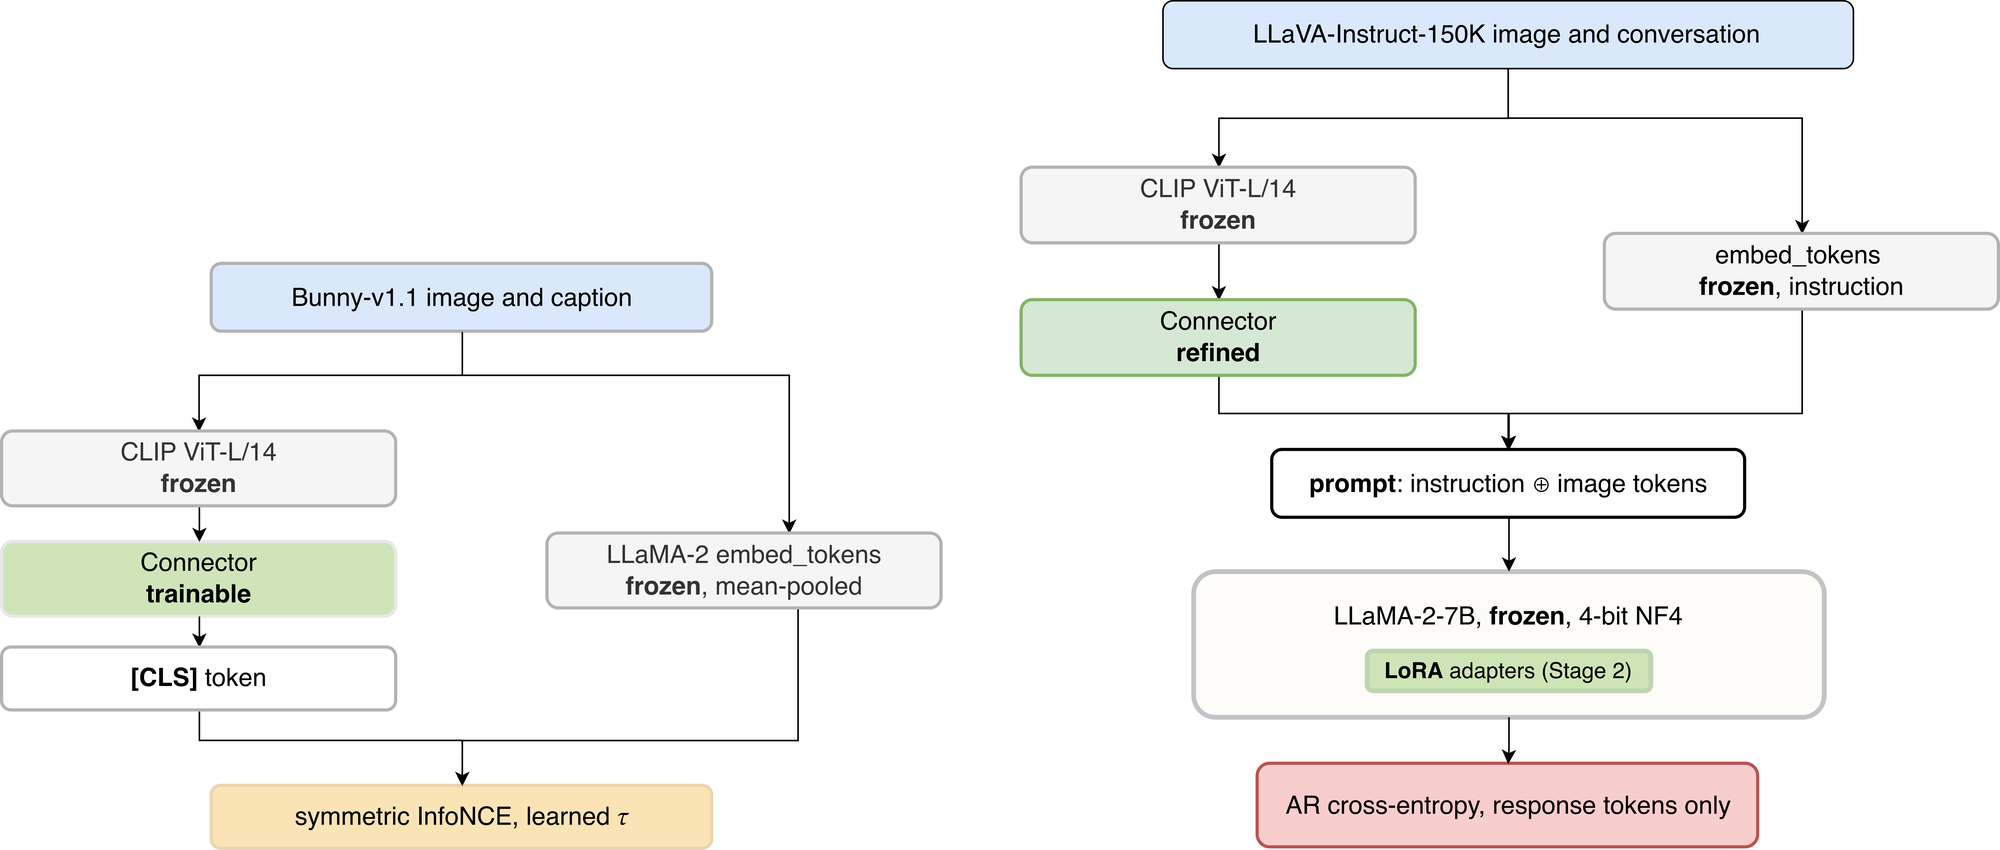 Bunny-v1.1 image and caption
CLIP ViT-L/14
frozen
Connector
trainable
[CLS] token
LLaMA-2 embed_tokens
frozen, mean-pooled
symmetric InfoNCE, learned τ
LLaVA-Instruct-150K image and conversation
CLIP ViT-L/14
frozen
Connector
refined
embed_tokens
frozen, instruction
prompt: instruction ⊕ image tokens
LLaMA-2-7B, frozen, 4-bit NF4
LoRA adapters (Stage 2)
AR cross-entropy, response tokens only